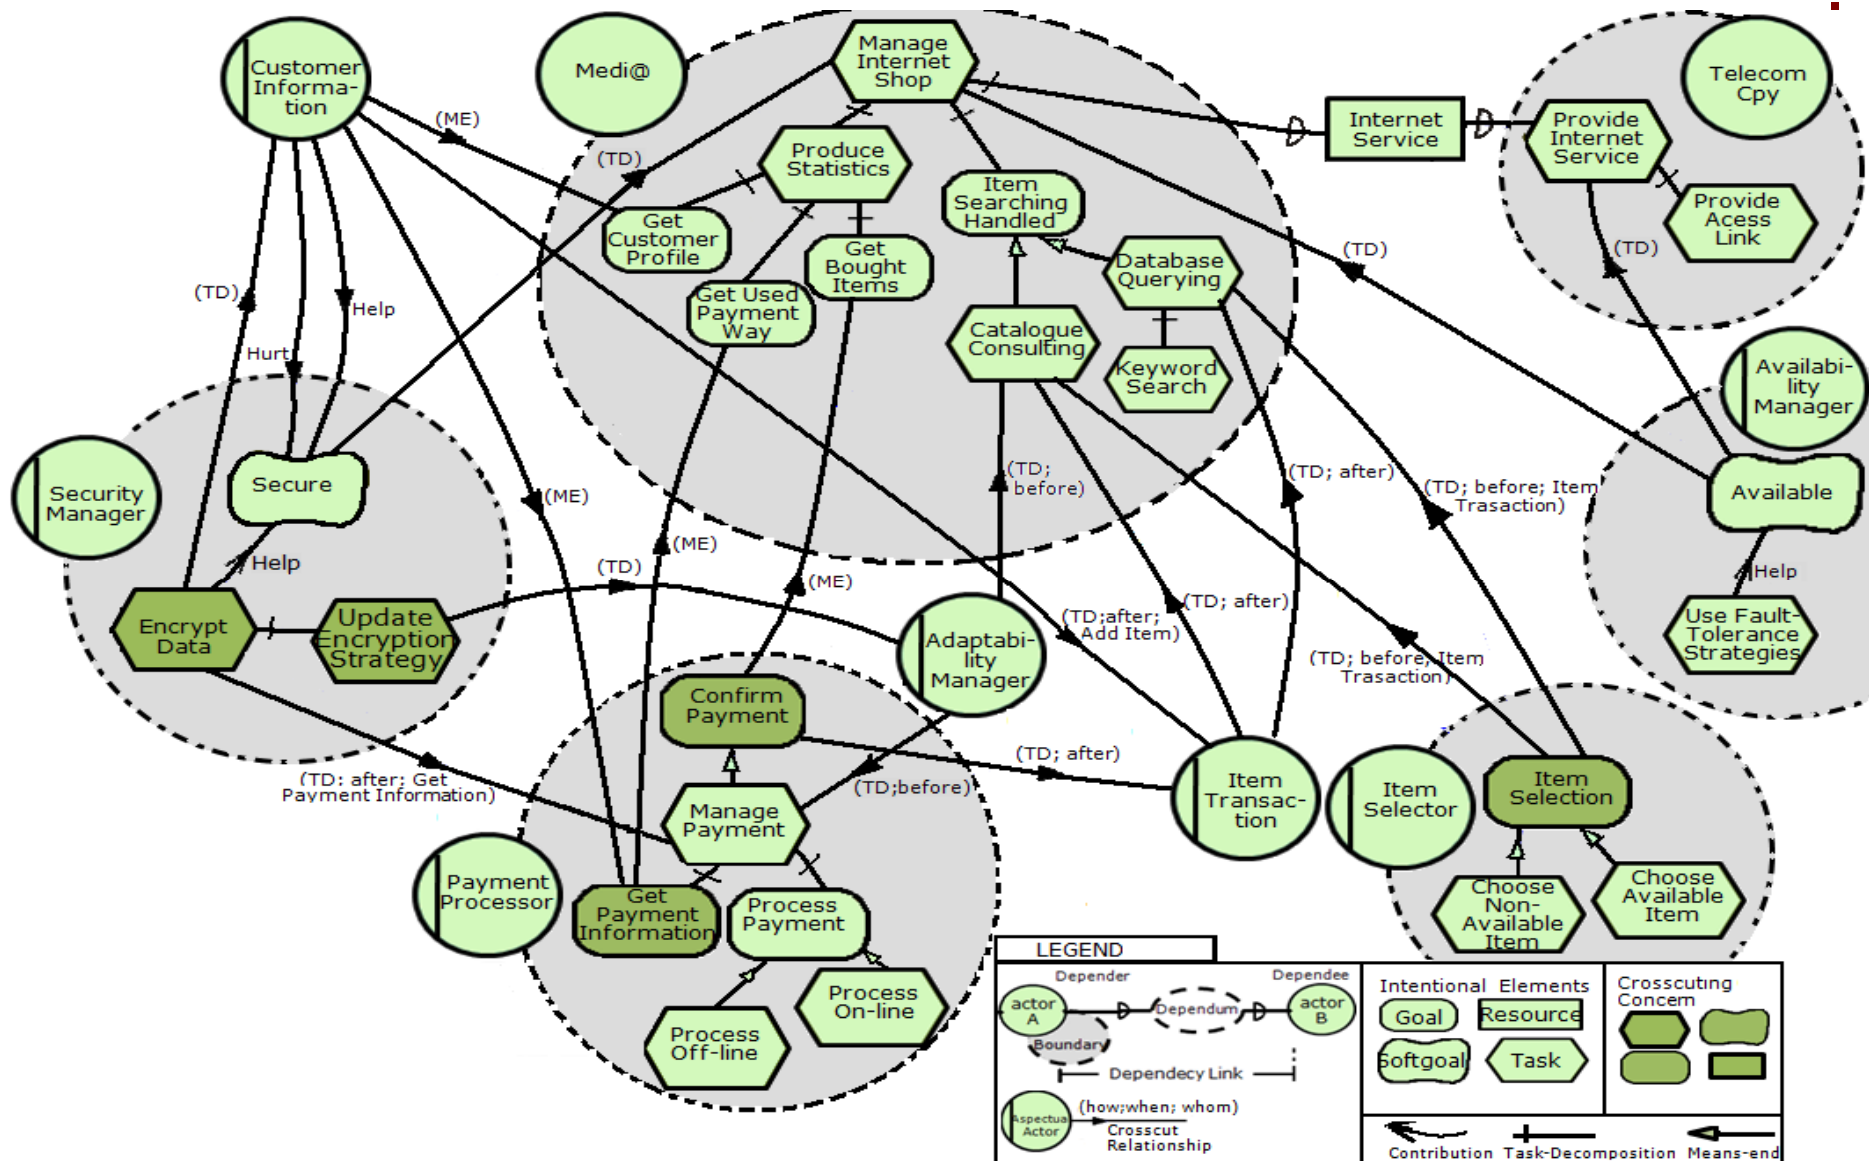 Customer
Informa-
tion
Medi@
Manage
Internet
Shop
Telecom
Cpy
Internet
Service
Provide
Internet
Service
Provide
Acess
Link
(ME)
(TD)
Produce
Statistics
Item
Searching
Handled
Get
Customer
Profile
Get
Bought
Items
Database
Querying
(TD)
(TD)
(TD)
Help
Get Used
Payment
Way
Catalogue
Consulting
Keyword
Search
Hurt
Availabi-
lity
Manager
Security
Manager
Secure
(ME)
(TD;
before)
(TD; after)
(TD; before; Item
Trasaction)
Available
Help
(TD)
(ME)
(ME)
Help
Encrypt
Data
Update
Encryption
Strategy
Adaptabi-
lity
Manager
(TD;after;
Add Item)
(TD; after)
(TD; before; Item
Trasaction)
Use Fault-
Tolerance
Strategies
Confirm
Payment
(TD; after)
(TD;before)
(TD: after; Get
Payment Information)
Manage
Payment
Item
Transac-
tion
Item
Selector
Item
Selection
Payment
Processor
Get
Payment
Information
Process
Payment
Choose
Non-
Available
Item
Choose
Available
Item
Process
On-line
Process
Off-line
LEGEND
Depender
Dependee
actor
A
Dependum
actor
B
Boundary
Dependecy Link
(how;when; whom)
Aspectua
Actor
Crosscut
Relationship
Intentional Elements
Goal
Resource
Softgoal
Task
Crosscuting
Concern
Contribution
Task-Decomposition
Means-end